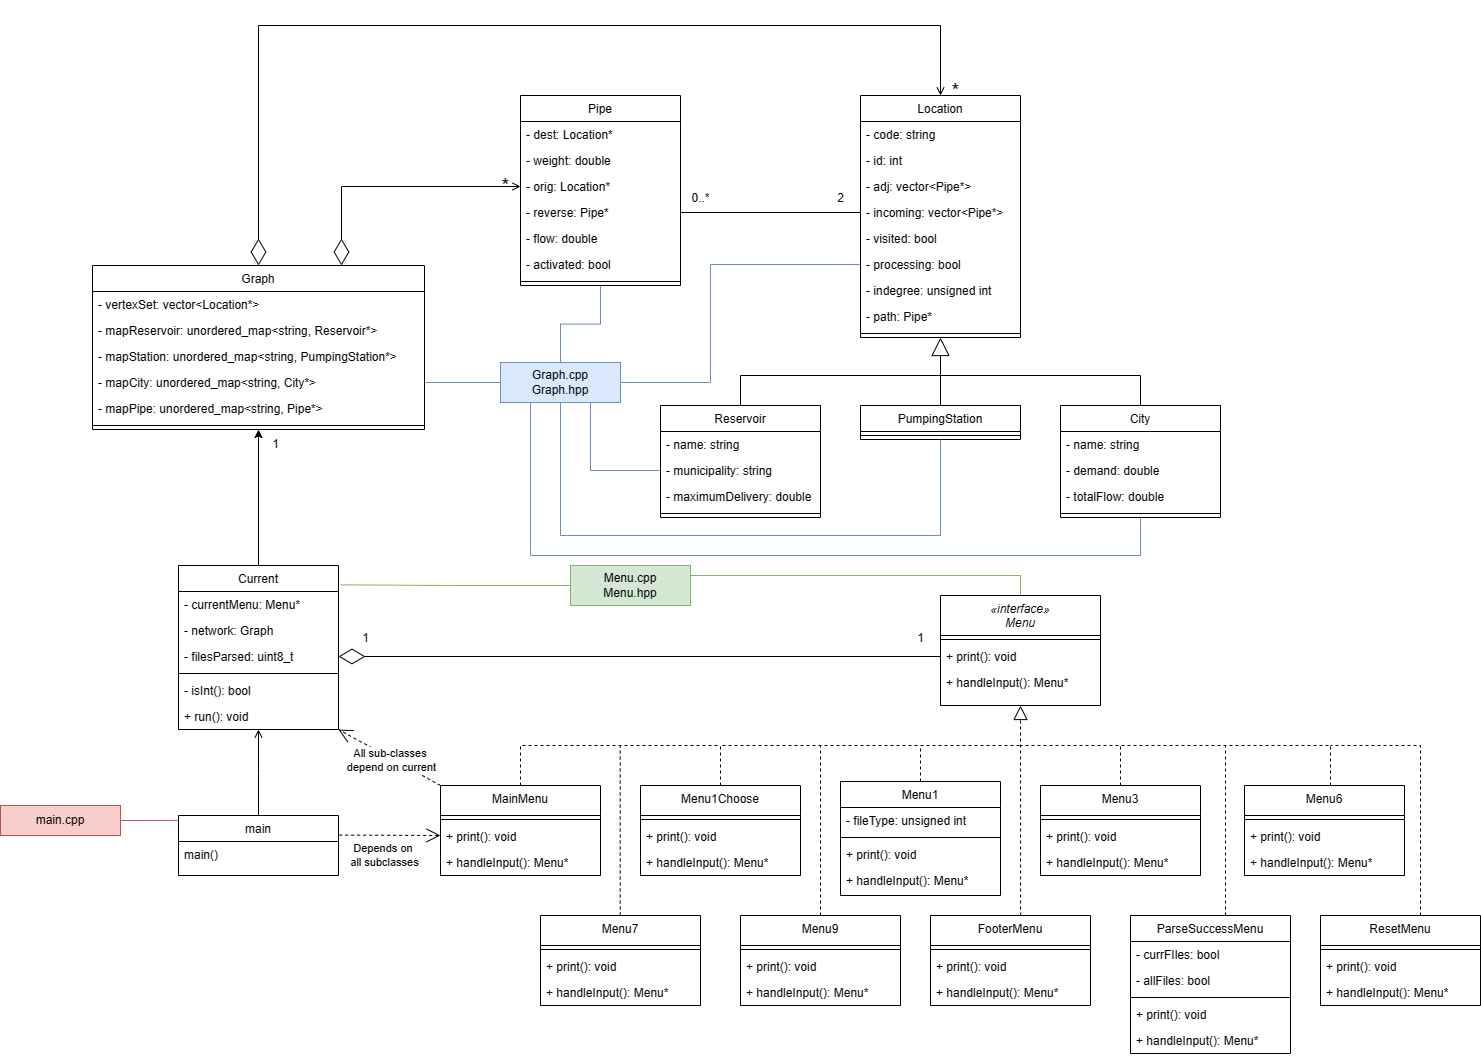 *
Pipe
- dest: Location*
- weight: double
- orig: Location*
- reverse: Pipe*
- flow: double
- activated: bool
Location
- code: string
- id: int
- adj: vector<Pipe*>
- incoming: vector<Pipe*>
- visited: bool
- processing: bool
- indegree: unsigned int
- path: Pipe*
*
0..*
2
Graph
- vertexSet: vector<Location*>
- mapReservoir: unordered_map<string, Reservoir*>
- mapStation: unordered_map<string, PumpingStation*>
- mapCity: unordered_map<string, City*>
- mapPipe: unordered_map<string, Pipe*>
Graph.cpp
Graph.hpp
Reservoir
- name: string
- municipality: string
- maximumDelivery: double
PumpingStation
City
- name: string
- demand: double
- totalFlow: double
1
Current
- currentMenu: Menu*
- network: Graph
- filesParsed: uint8_t
- isInt(): bool
+ run(): void
Menu.cpp
Menu.hpp
1
1
«interface»
Menu
+ print(): void
+ handleInput(): Menu*
All sub-classes
depend on current
main.cpp
main
main()
Depends on
all subclasses
MainMenu
+ print(): void
+ handleInput(): Menu*
Menu1Choose
+ print(): void
+ handleInput(): Menu*
Menu1
- fileType: unsigned int
+ print(): void
+ handleInput(): Menu*
Menu3
+ print(): void
+ handleInput(): Menu*
Menu6
+ print(): void
+ handleInput(): Menu*
Menu7
+ print(): void
+ handleInput(): Menu*
Menu9
+ print(): void
+ handleInput(): Menu*
FooterMenu
+ print(): void
+ handleInput(): Menu*
ParseSuccessMenu
- currFIles: bool
- allFiles: bool
+ print(): void
+ handleInput(): Menu*
ResetMenu
+ print(): void
+ handleInput(): Menu*